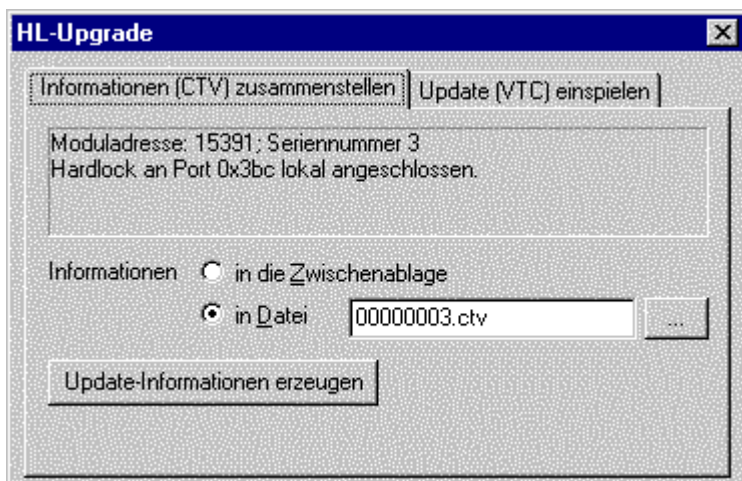 HL-Upgrade
Informationen (CTV) zusammenstellen Update (VTC) einspielen
Moduladresse: 15391; Seriennummer 3
Hardlock an Port 0x3bc lokal angeschlossen.
Informationen in die Zwischenablage
in Datei 00000003.ctv ...
Update-Informationen erzeugen